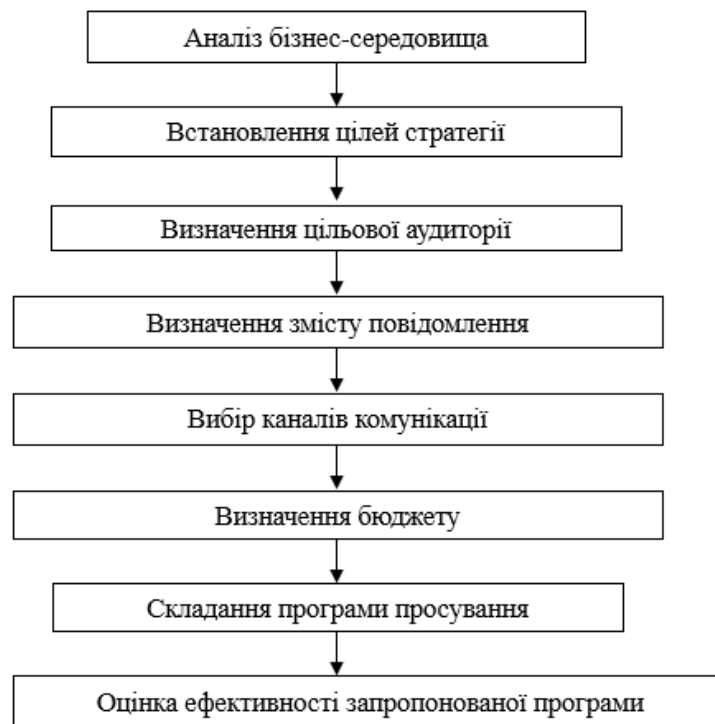 Аналіз бізнес-середовища
Встановлення цілей стратегії
Визначення цільової аудиторії
Визначення змісту повідомлення
Вибір каналів комунікації
Визначення бюджету
Складання програми просування
Оцінка ефективності запропонованої програми